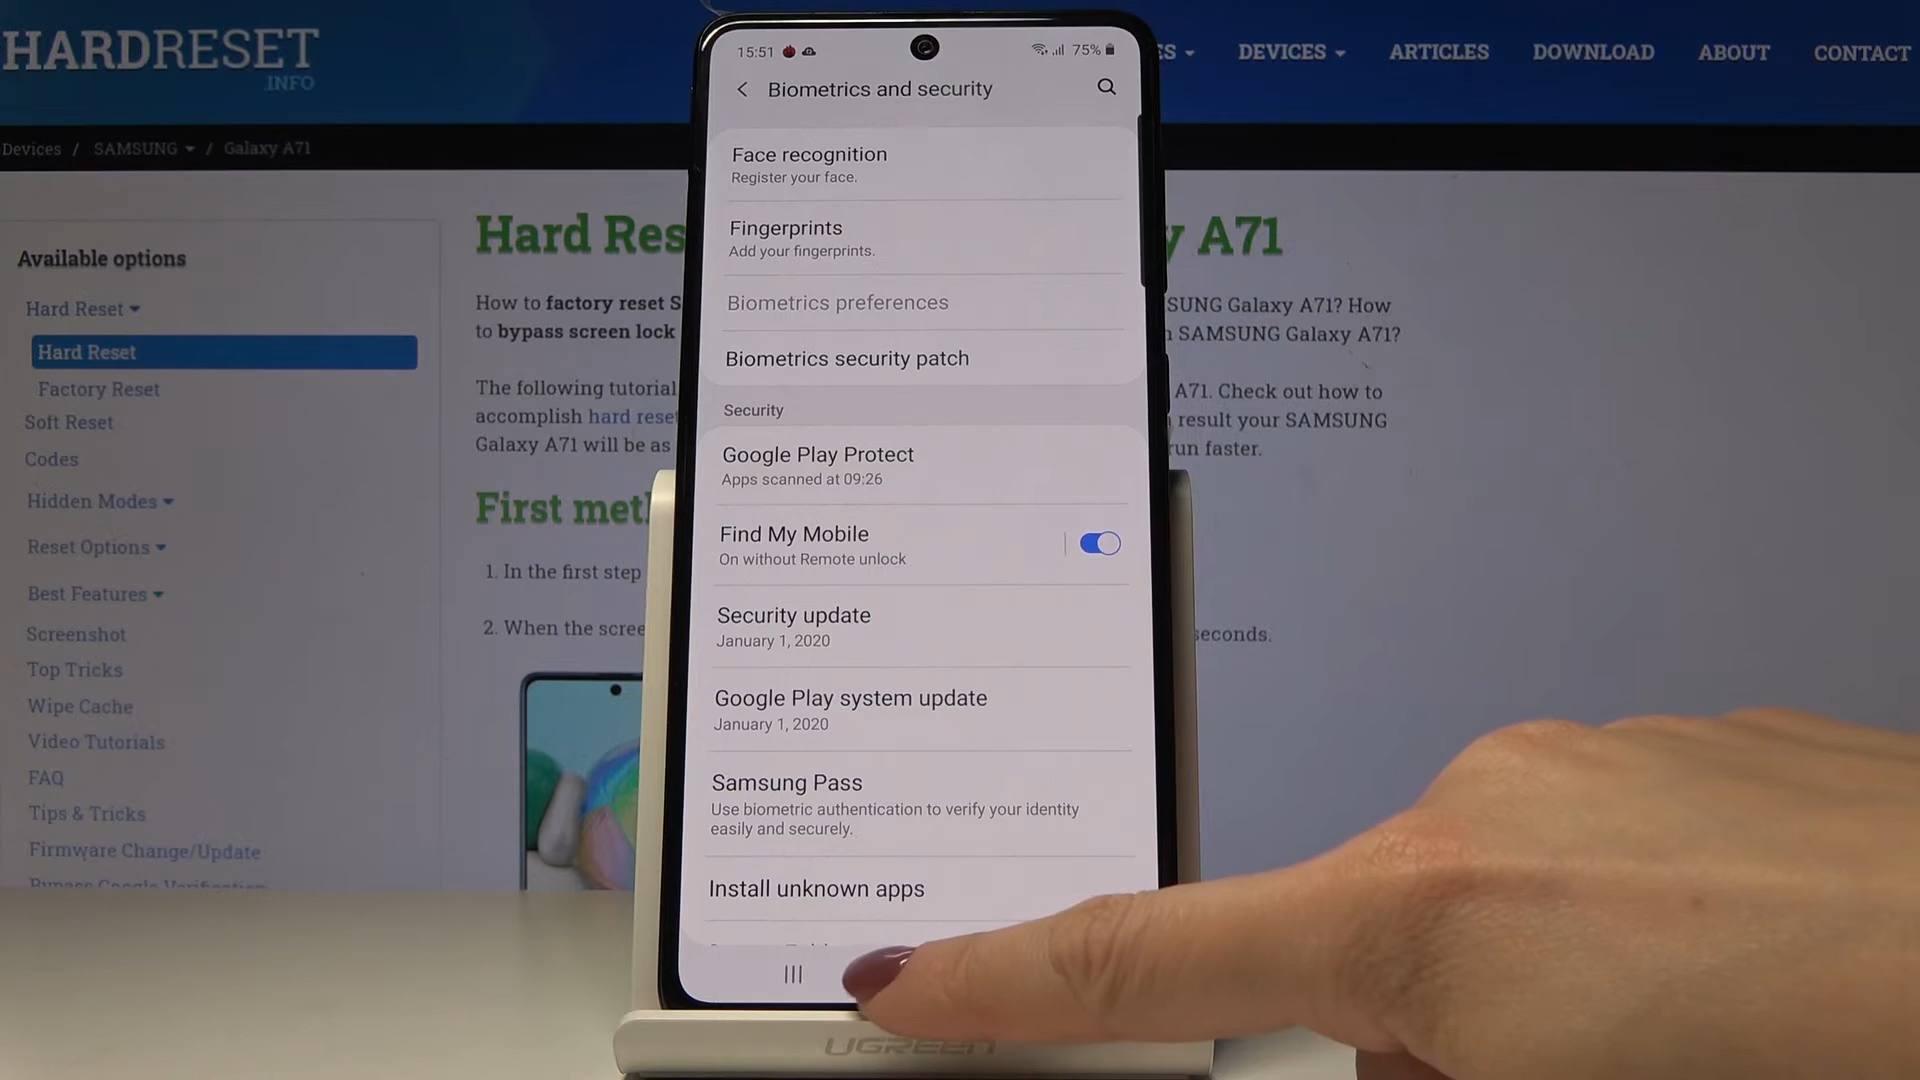 HARDRESET
.INFO
DEVICES
ARTICLES
DOWNLOAD
ABOUT
CONTACT
Devices / SAMSUNG / Galaxy A71
Available options
Hard Reset
Hard Reset
Factory Reset
Soft Reset
Codes
Hidden Modes
Reset Options
Best Features
Screenshot
Top Tricks
Wipe Cache
Video Tutorials
FAQ
Tips & Tricks
Firmware Change/Update
Hard Res
y A71
How to factory reset S
SUNG Galaxy A71? How
to bypass screen lock
SAMSUNG Galaxy A71?
The following tutorial
A71. Check out how to
accomplish hard reset
result your SAMSUNG
Galaxy A71 will be as
run faster.
First met
1. In the first step
2. When the scree
seconds.
15:51
75%
Biometrics and security
Face recognition
Register your face.
Fingerprints
Add your fingerprints.
Biometrics preferences
Biometrics security patch
Security
Google Play Protect
Apps scanned at 09:26
Find My Mobile
On without Remote unlock
Security update
January 1, 2020
Google Play system update
January 1, 2020
Samsung Pass
Use biometric authentication to verify your identity
easily and securely.
Install unknown apps
UGREEN